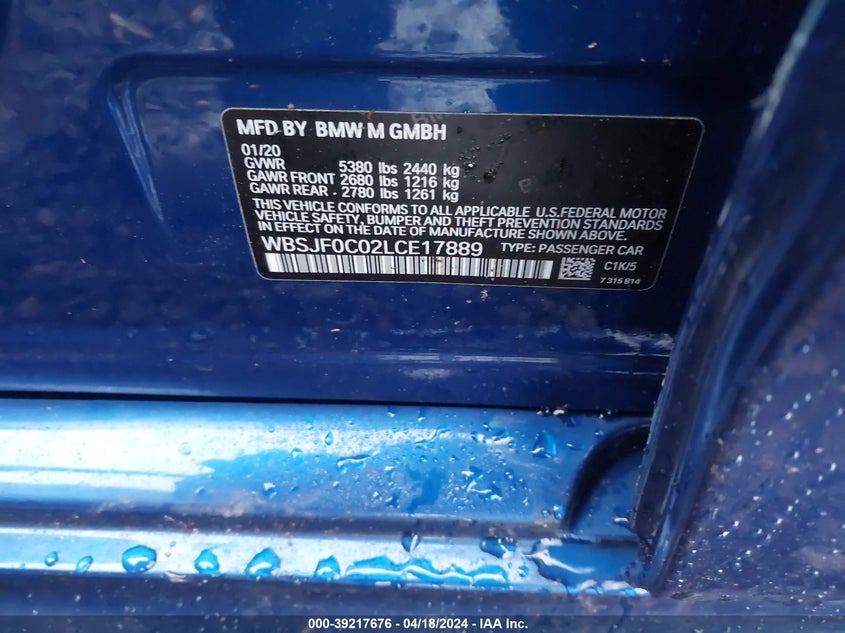 MFD BY BMW M GMBH
01/20
GVWR 5380 lbs 2440 kg
GAWR FRONT 2680 lbs 1216 kg
GAWR REAR - 2780 lbs 1261 kg
THIS VEHICLE CONFORMS TO ALL APPLICABLE U.S.FEDERAL MOTOR
VEHICLE SAFETY, BUMPER AND THEFT PREVENTION STANDARDS
IN EFFECT ON THE DATE OF MANUFACTURE SHOWN ABOVE.
WBSJF0C02LCE17889 TYPE: PASSENGER CAR
C1K/5
7 315 814
000-39217676 - 04/18/2024 - IAA Inc.